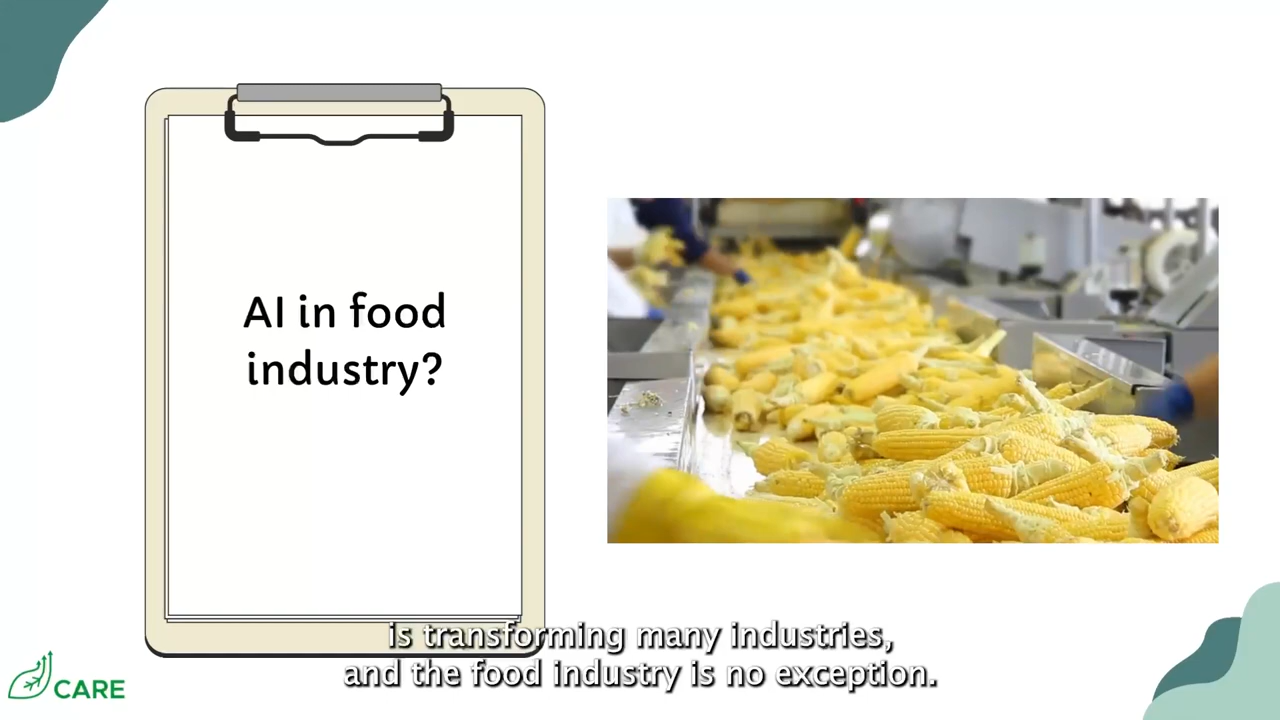 AI in food
industry?
is transforming many industries,
and the food industry is no exception.
CARE